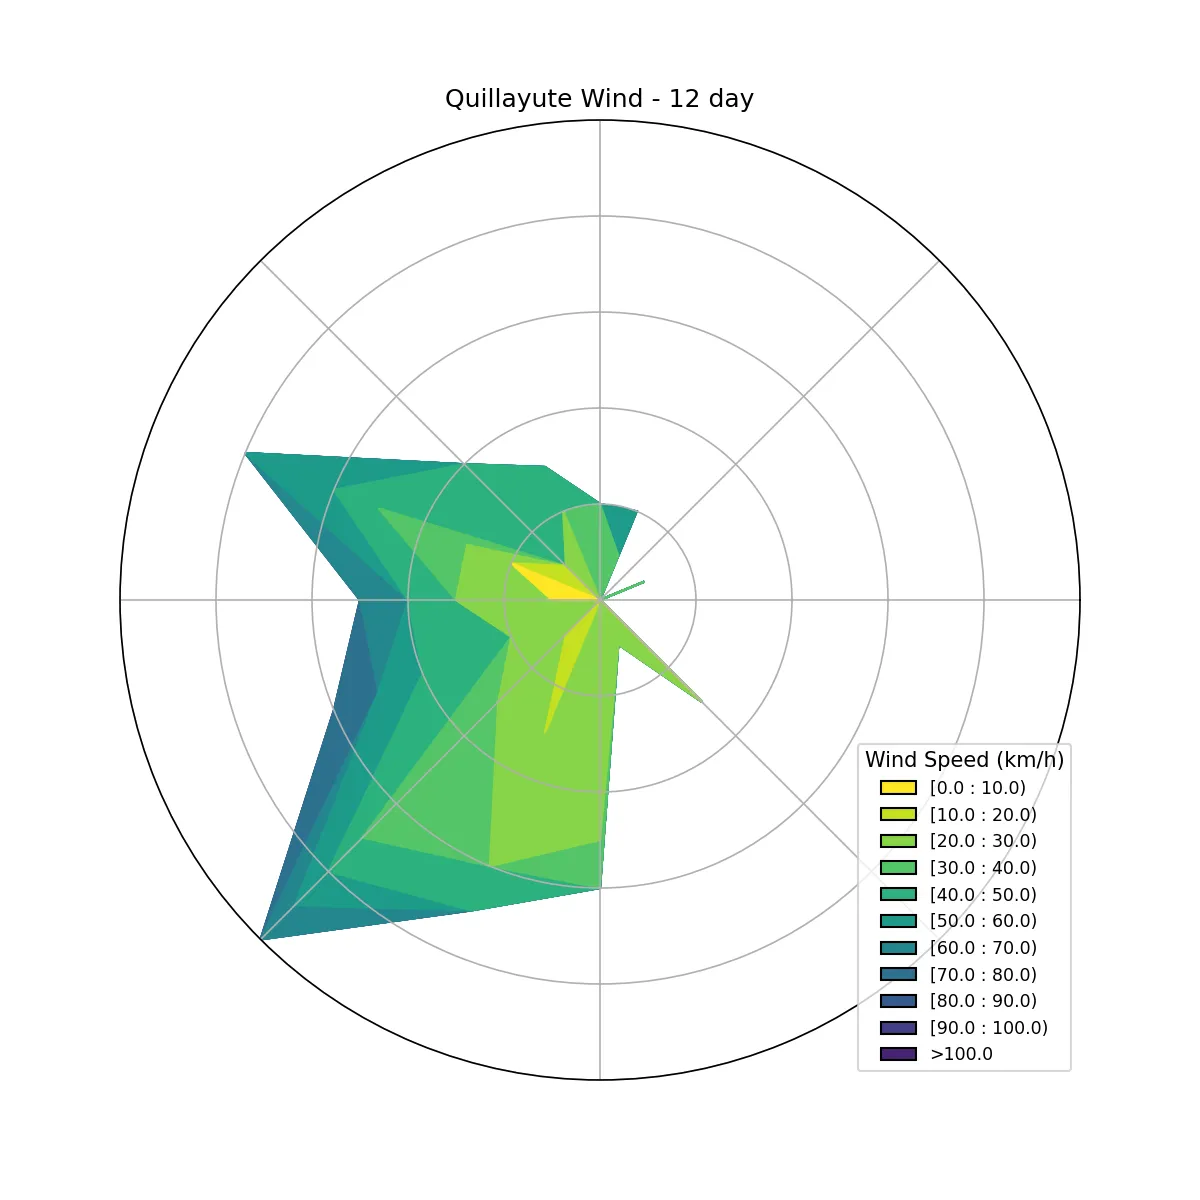 Quillayute Wind - 12 day
Wind Speed (km/h)
[0.0 : 10.0)
[10.0 : 20.0)
[20.0 : 30.0)
[30.0 : 40.0)
[40.0 : 50.0)
[50.0 : 60.0)
[60.0 : 70.0)
[70.0 : 80.0)
[80.0 : 90.0)
[90.0 : 100.0)
>100.0